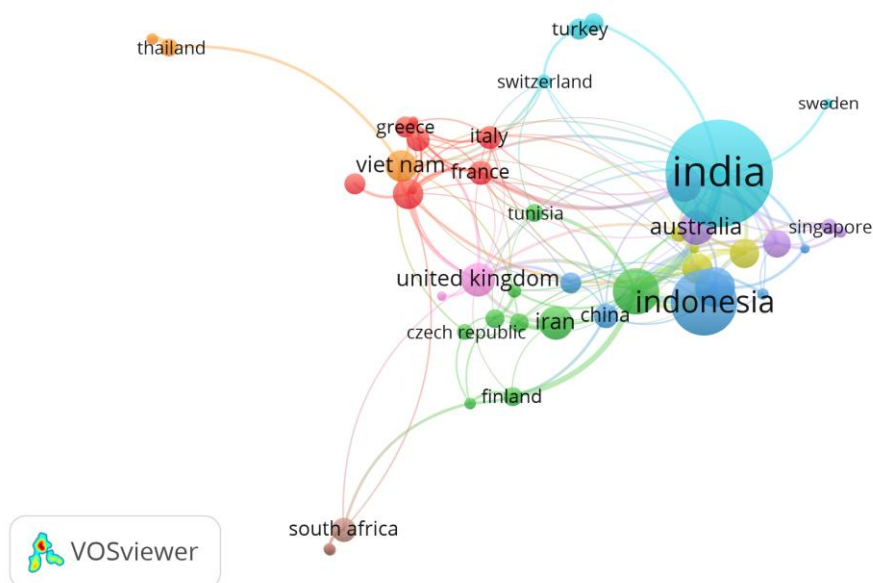 turkey
thailand
switzerland
sweden
greece
italy
viet nam
france
india
tunisia
australia
singapore
united kingdom
indonesia
iran
china
czech republic
finland
south africa
VOSviewer